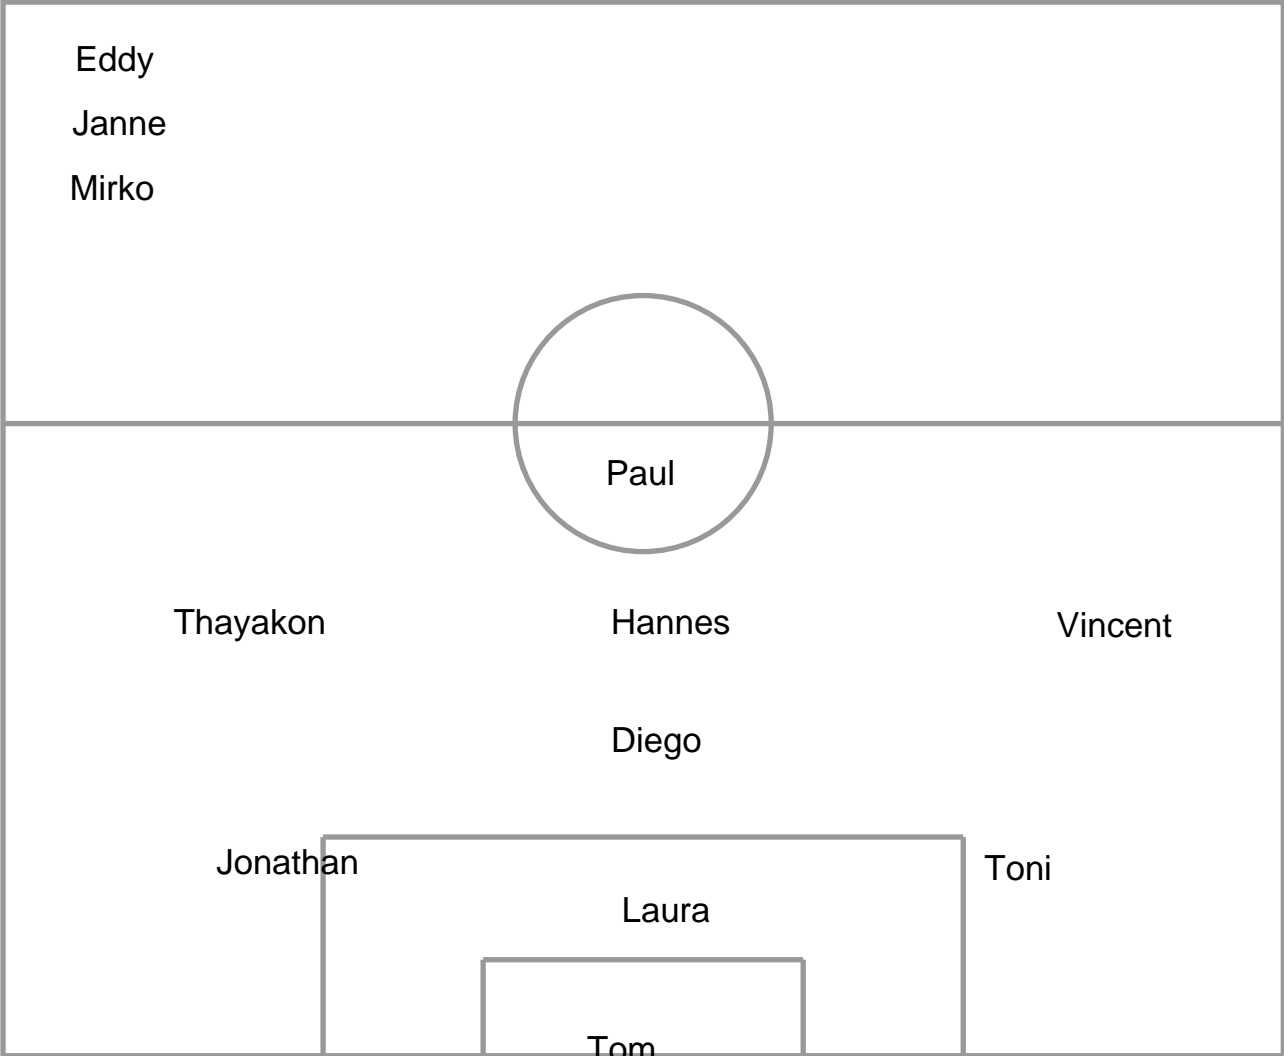 Eddy
Janne
Mirko
Paul
Thayakon Hannes Vincent
Diego
Jonathan Toni
Laura
Tom